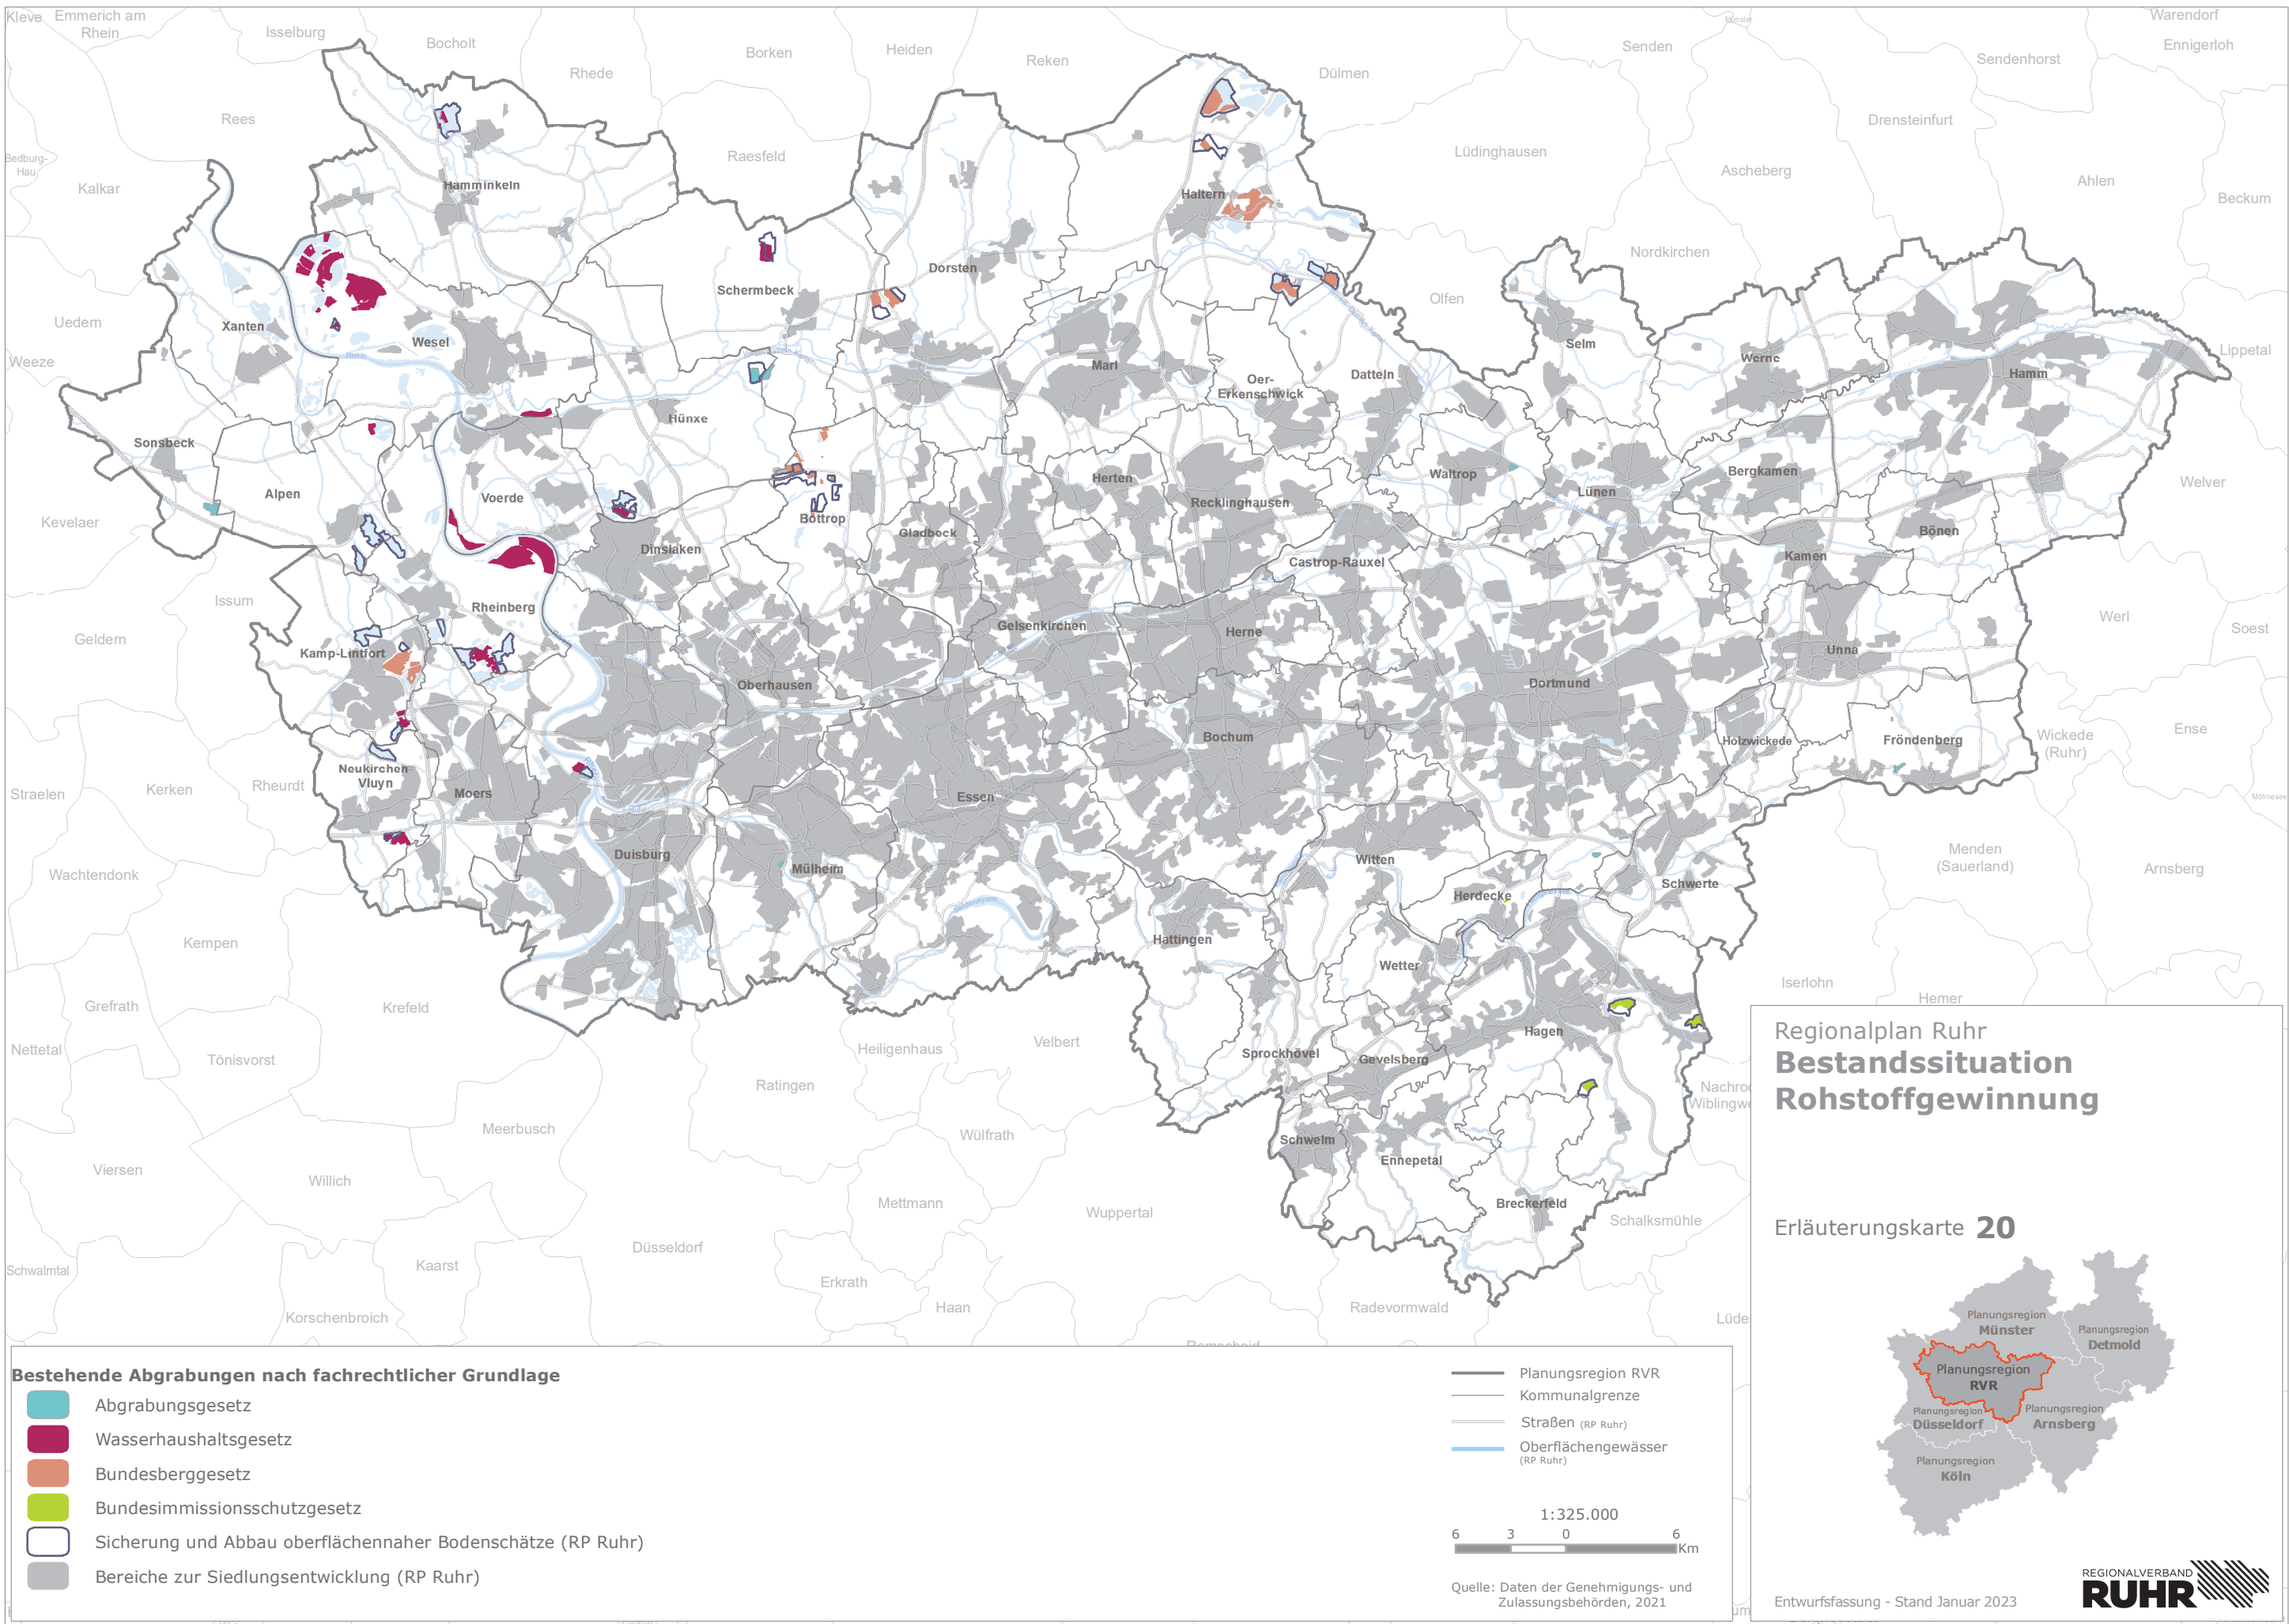 Kleve
Emmerich am
Rhein
Isselburg
Bocholt
Rhede
Borken
Heiden
Reken
Dülmen
Münster
Senden
Sendenhorst
Warendorf
Ennigerloh
Rees
Bedburg-
Hau
Kalkar
Raesfeld
Lüdinghausen
Drensteinfurt
Ascheberg
Ahlen
Beckum
Hamminkeln
Haltern
Nordkirchen
Uedem
Weeze
Xanten
Wesel
Schermbeck
Dorsten
Olfen
Selm
Werne
Hamm
Lippetal
Marl
Oer-
Erkenschwick
Datteln
Hünxe
Sonsbeck
Alpen
Voerde
Bottrop
Gladbeck
Herten
Recklinghausen
Waltrop
Lünen
Bergkamen
Bönen
Welver
Kevelaer
Dinslaken
Castrop-Rauxel
Kamen
Issum
Geldern
Rheinberg
Kamp-Lintfort
Gelsenkirchen
Herne
Unna
Werl
Soest
Oberhausen
Dortmund
Bochum
Holzwickede
Fröndenberg
Wickede
(Ruhr)
Ense
Möhnesee
Neukirchen-
Vluyn
Moers
Rheurdt
Kerken
Straelen
Essen
Duisburg
Mülheim
Witten
Herdecke
Schwerte
Menden
(Sauerland)
Arnsberg
Wachtendonk
Kempen
Hattingen
Wetter
Grefrath
Krefeld
Iserlohn
Hemer
Nettetal
Tönisvorst
Heiligenhaus
Velbert
Hagen
Sprockhövel
Gevelsberg
Ratingen
Nachro
Wiblingwe
Meerbusch
Wülfrath
Schwelm
Ennepetal
Viersen
Willich
Mettmann
Wuppertal
Breckerfeld
Schalksmühle
Düsseldorf
Schwalmtal
Kaarst
Erkrath
Korschenbroich
Haan
Radevormwald
Lüde
Remscheid
Regionalplan Ruhr
Bestandssituation
Rohstoffgewinnung
Erläuterungskarte 20
Planungsregion
Münster
Planungsregion
Detmold
Planungsregion
RVR
Planungsregion
Düsseldorf
Planungsregion
Arnsberg
Planungsregion
Köln
Entwurfsfassung - Stand Januar 2023
REGIONALVERBAND
RUHR
Bestehende Abgrabungen nach fachrechtlicher Grundlage
Abgrabungsgesetz
Wasserhaushaltsgesetz
Bundesberggesetz
Bundesimmissionsschutzgesetz
Sicherung und Abbau oberflächennaher Bodenschätze (RP Ruhr)
Bereiche zur Siedlungsentwicklung (RP Ruhr)
Planungsregion RVR
Kommunalgrenze
Straßen (RP Ruhr)
Oberflächengewässer
(RP Ruhr)
1:325.000
6 3 0 6
Km
Quelle: Daten der Genehmigungs- und
Zulassungsbehörden, 2021